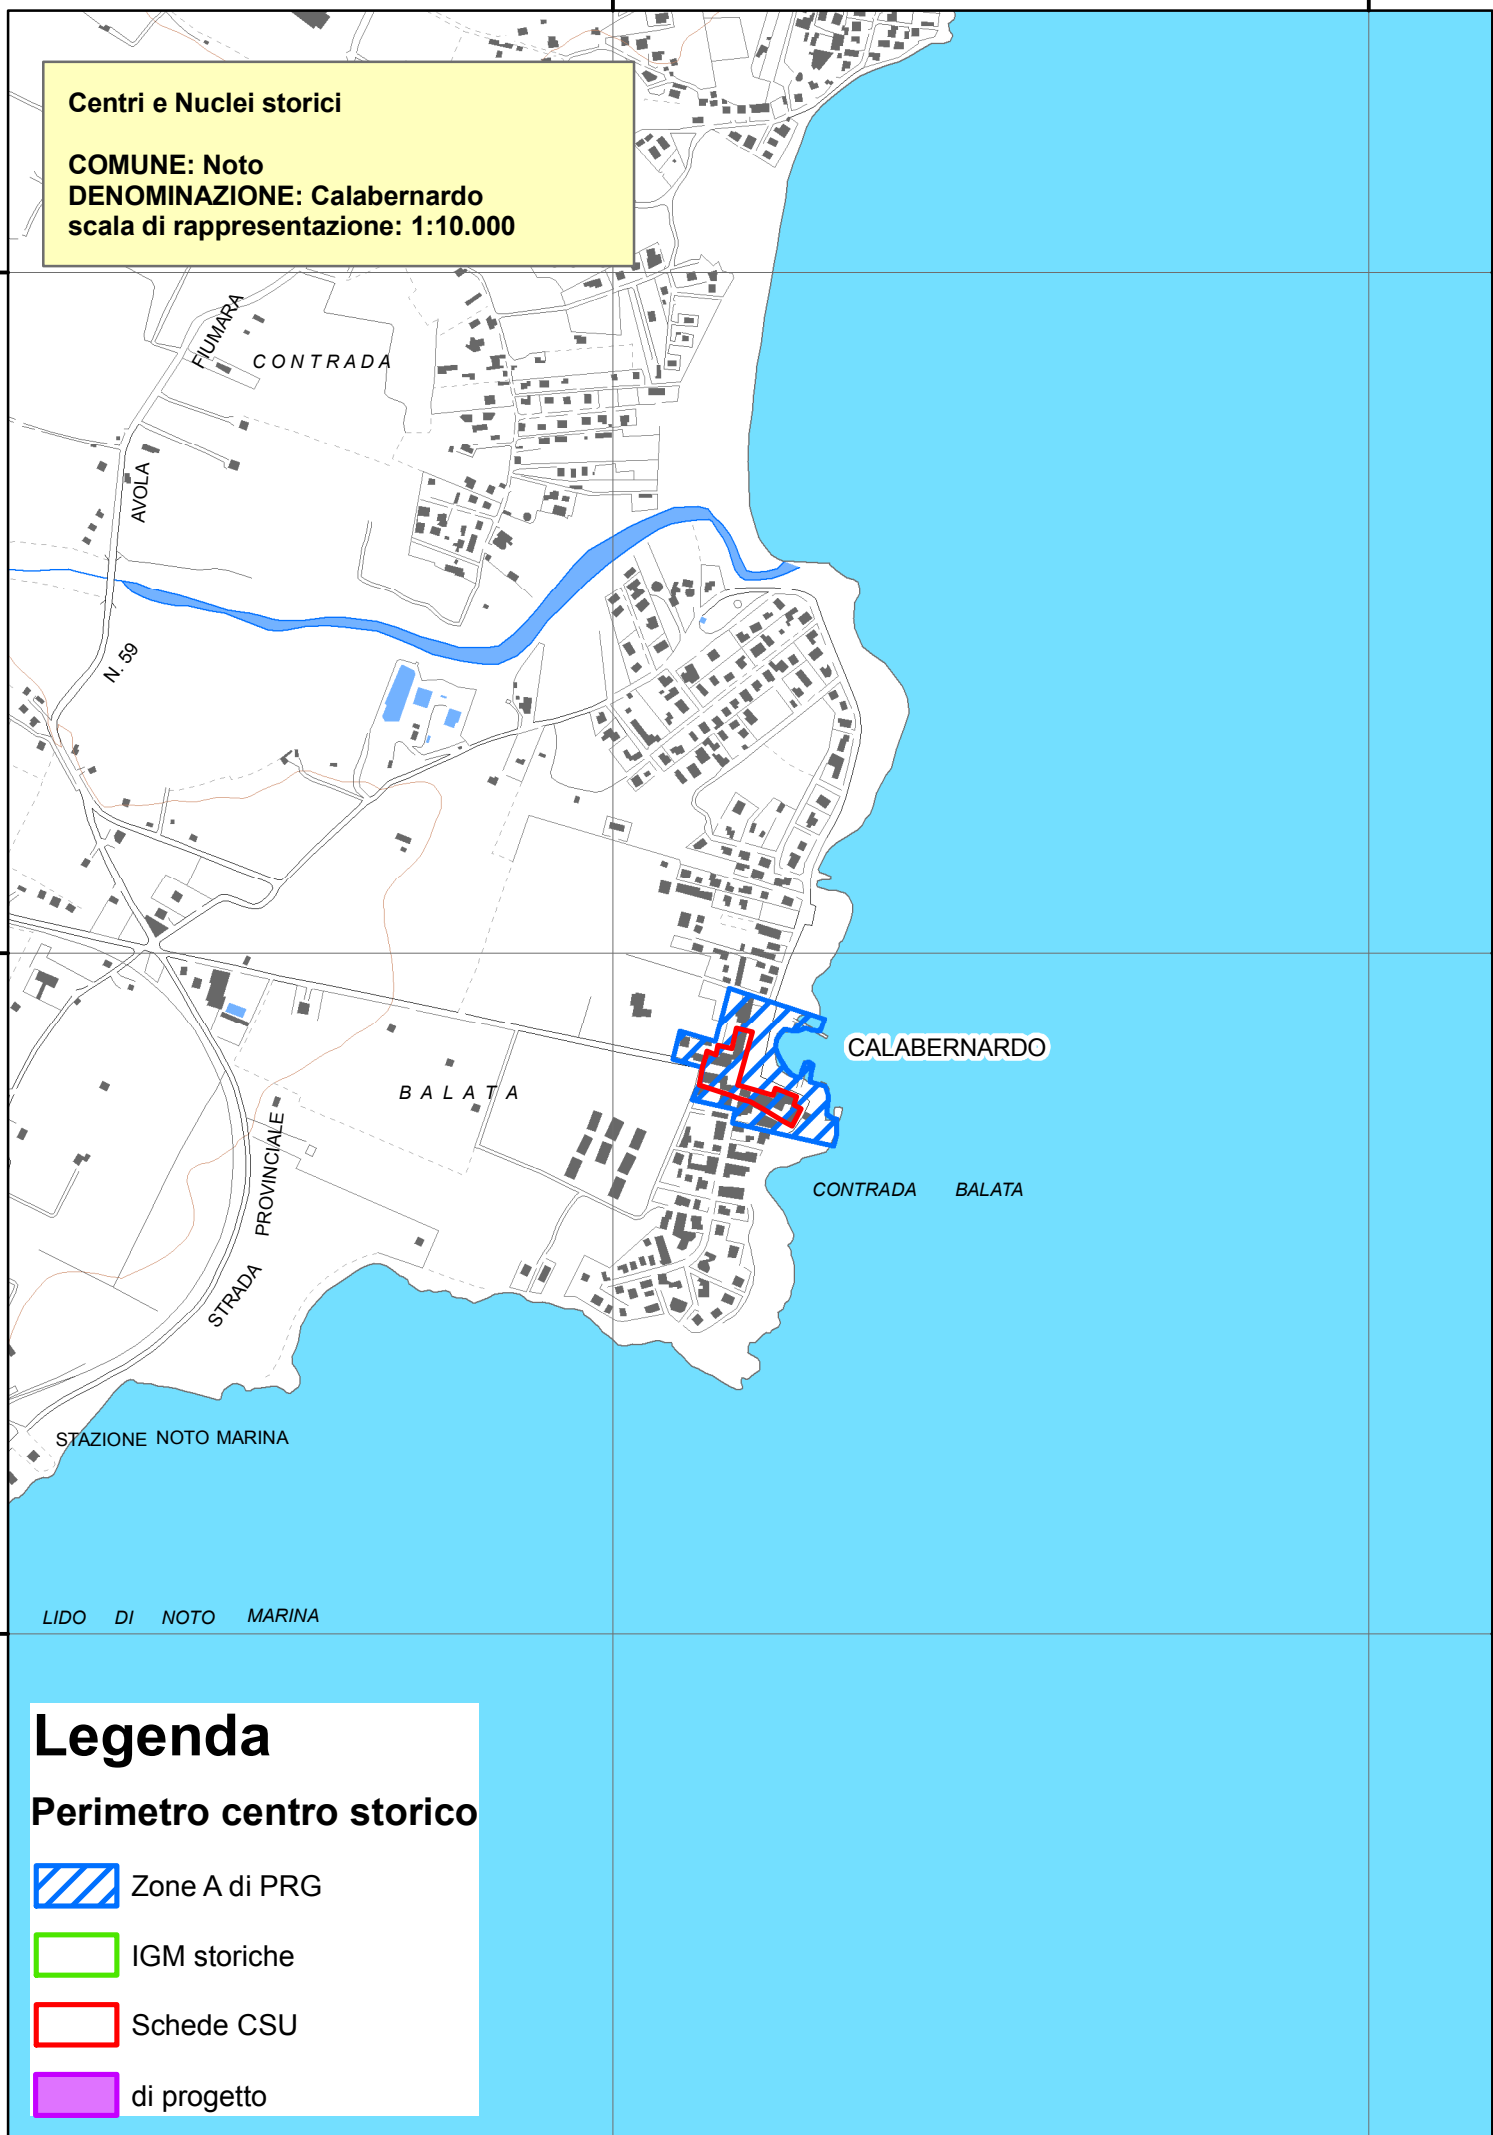 Centri e Nuclei storici
COMUNE: Noto
DENOMINAZIONE: Calabernardo
scala di rappresentazione: 1:10.000
FIUMARA
CONTRADA
AVOLA
N. 59
CALABERNARDO
BALATA
PROVINCIALE
CONTRADA BALATA
STRADA
STAZIONE NOTO MARINA
LIDO DI NOTO MARINA
Legenda
Perimetro centro storico
Zone A di PRG
IGM storiche
Schede CSU
di progetto